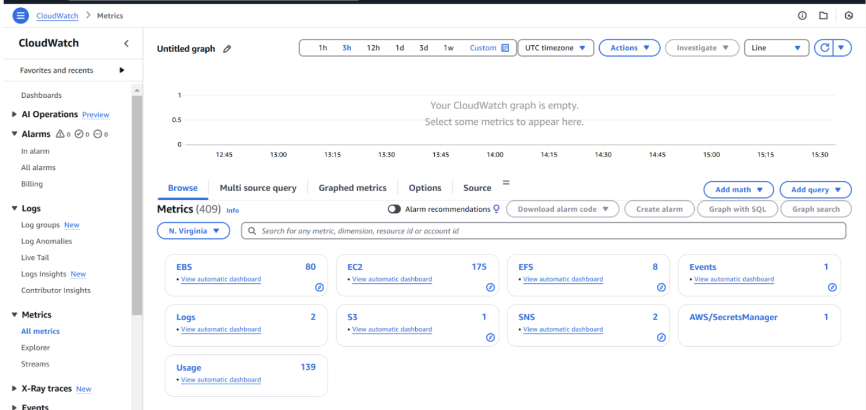 CloudWatch > Metrics
CloudWatch
Favorites and recents
Dashboards
AI Operations Preview
Alarms 0 0 0
In alarm
All alarms
Billing
Logs
Log groups New
Log Anomalies
Live Tail
Logs Insights New
Contributor Insights
Metrics
All metrics
Explorer
Streams
X-Ray traces New
Events
Untitled graph
1h 3h 12h 1d 3d 1w Custom UTC timezone Actions Investigate Line
1
0.5
0
Your CloudWatch graph is empty.
Select some metrics to appear here.
12:45 13:00 13:15 13:30 13:45 14:00 14:15 14:30 14:45 15:00 15:15 15:30
Browse Multi source query Graphed metrics Options Source
Add math Add query
Metrics (409) Info
Alarm recommendations Download alarm code Create alarm Graph with SQL Graph search
N. Virginia Search for any metric, dimension, resource id or account id
EBS 80
• View automatic dashboard
EC2 175
• View automatic dashboard
EFS 8
• View automatic dashboard
Events 1
• View automatic dashboard
Logs 2
• View automatic dashboard
S3 1
• View automatic dashboard
SNS 2
• View automatic dashboard
AWS/SecretsManager 1
Usage 139
• View automatic dashboard